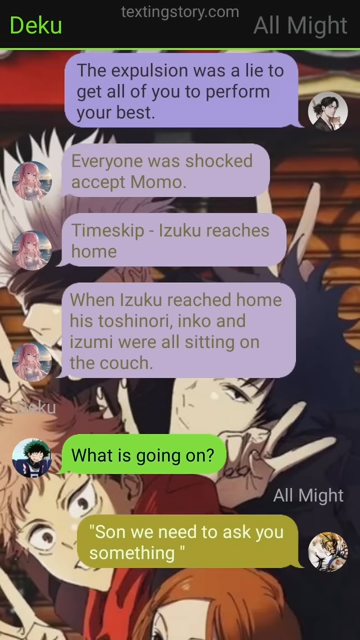 textingstory.com
Deku
All Might
The expulsion was a lie to
get all of you to perform
your best.
Everyone was shocked
accept Momo.
Timeskip - Izuku reaches
home
When Izuku reached home
his toshinori, inko and
izumi were all sitting on
the couch.
Deku
What is going on?
All Might
"Son we need to ask you
something "